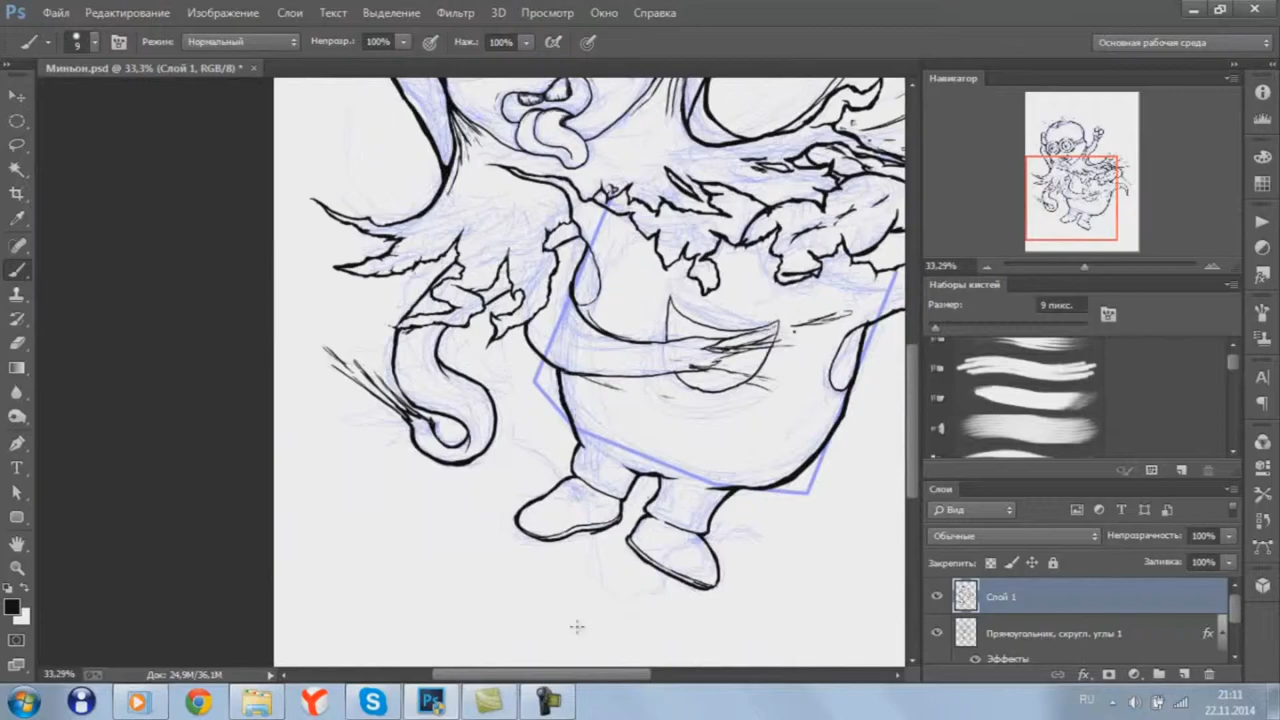 Ps Файл Редактирование Изображение Слои Текст Выделение Фильтр 3D Просмотр Окно Справка
9 Режим: Нормальный Непрозр.: 100% Наж.: 100% Основная рабочая среда
Миньон.psd @ 33,3% (Слой 1, RGB/8) * ×
Навигатор
33,29%
Наборы кистей
Размер: 9 пикс.
Слои
Вид
Обычные Непрозрачность: 100%
Закрепить: Заливка: 100%
Слой 1
Прямоугольник, скругл. углы 1 fx
Эффекты
33,29% Док: 24,9M/36,1M
RU 21:11
22.11.2014